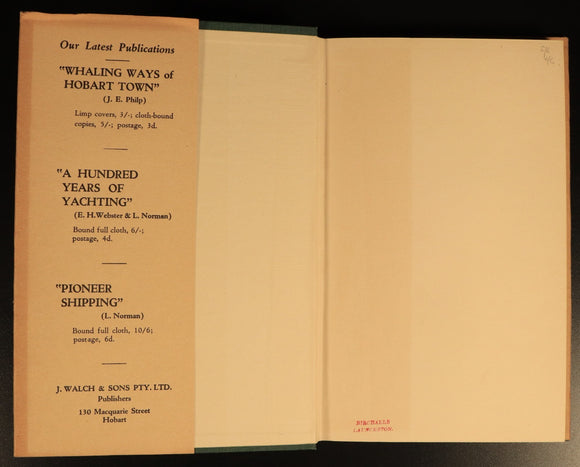 Our Latest Publications
"WHALING WAYS of
HOBART TOWN"
(J. E. Philp)
Limp covers, 3/-; cloth-bound
copies, 5/-; postage, 3d.
"A HUNDRED
YEARS OF
YACHTING"
(E. H. Webster & L. Norman)
Bound full cloth, 6/-;
postage, 4d.
"PIONEER
SHIPPING"
(L. Norman)
Bound full cloth, 10/6;
postage, 6d.
J. WALCH & SONS PTY. LTD.
Publishers
130 Macquarie Street
Hobart
BIRCHALLS
LAUNCESTON.